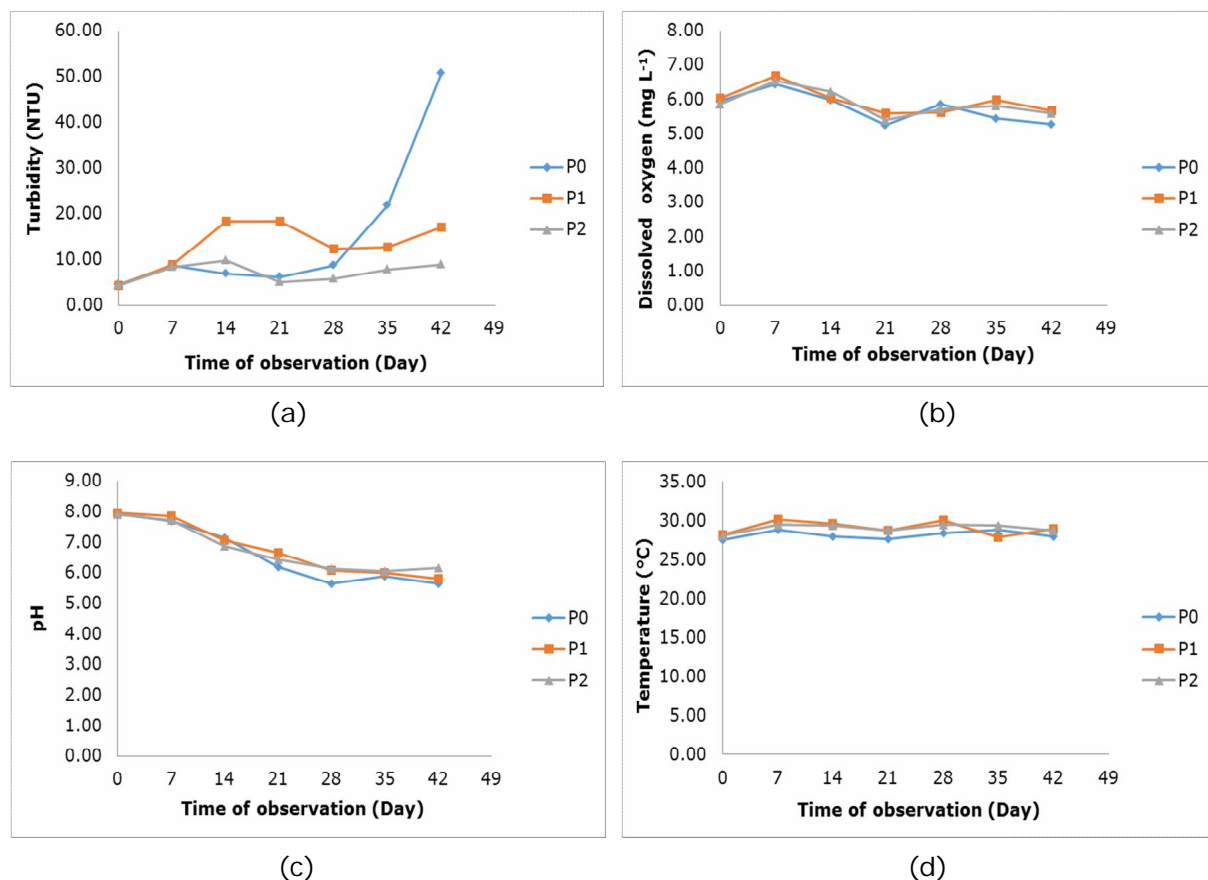 60.00
50.00
40.00
30.00
20.00
10.00
0.00
Turbidity (NTU)
0 7 14 21 28 35 42 49
Time of observation (Day)
P0
P1
P2
(a)
8.00
7.00
6.00
5.00
4.00
3.00
2.00
1.00
0.00
Dissolved oxygen (mg L⁻¹)
0 7 14 21 28 35 42 49
Time of observation (Day)
P0
P1
P2
(b)
9.00
8.00
7.00
6.00
5.00
4.00
3.00
2.00
1.00
0.00
pH
0 7 14 21 28 35 42 49
Time of observation (Day)
P0
P1
P2
(c)
35.00
30.00
25.00
20.00
15.00
10.00
5.00
0.00
Temperature (°C)
0 7 14 21 28 35 42 49
Time of observation (Day)
P0
P1
P2
(d)